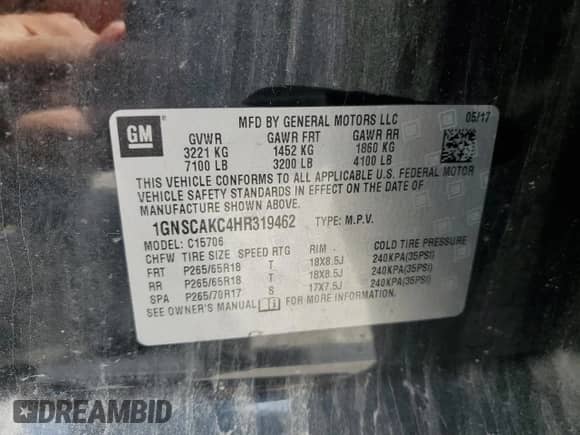 GM
MFD BY GENERAL MOTORS LLC 05/17
GVWR GAWR FRT GAWR RR
3221 KG 1452 KG 1860 KG
7100 LB 3200 LB 4100 LB
THIS VEHICLE CONFORMS TO ALL APPLICABLE U.S. FEDERAL MOTOR
VEHICLE SAFETY STANDARDS IN EFFECT ON THE DATE OF
MANUFACTURE SHOWN ABOVE.
1GNSCAKC4HR319462 TYPE: M.P.V.
MODEL: C15706
CHFW TIRE SIZE SPEED RTG RIM COLD TIRE PRESSURE
FRT P265/65R18 T 18X8.5J 240KPA(35PSI)
RR P265/65R18 T 18X8.5J 240KPA(35PSI)
SPA P265/70R17 S 17X7.5J 240KPA(35PSI)
SEE OWNER'S MANUAL FOR MORE INFORMATION.
DREAMBID